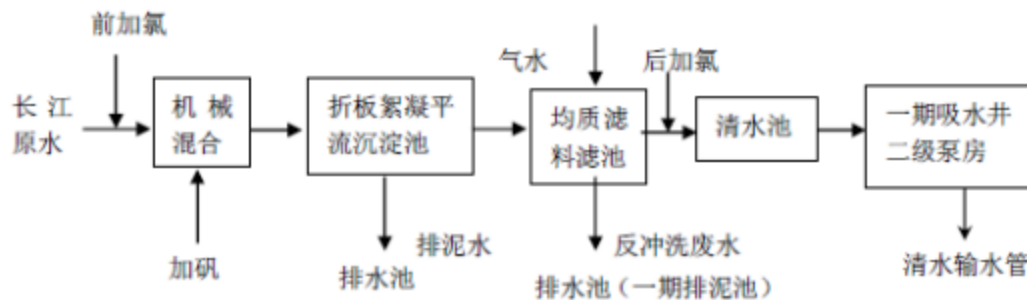 前加氯
长江
原水
机械
混合
加矾
折板絮凝平
流沉淀池
排泥水
排水池
气水
均质滤
料滤池
反冲洗废水
排水池（一期排泥池）
后加氯
清水池
一期吸水井
二级泵房
清水输水管